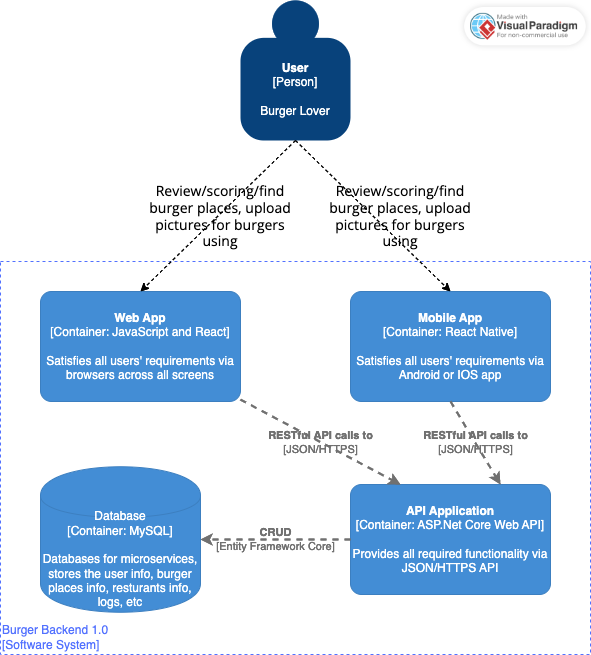 Made with
Visual Paradigm
For non-commercial use
User
[Person]
Burger Lover
Review/scoring/find
burger places, upload
pictures for burgers
using
Review/scoring/find
burger places, upload
pictures for burgers
using
Web App
[Container: JavaScript and React]
Satisfies all users' requirements via
browsers across all screens
Mobile App
[Container: React Native]
Satisfies all users' requirements via
Android or IOS app
RESTful API calls to
[JSON/HTTPS]
RESTful API calls to
[JSON/HTTPS]
Database
[Container: MySQL]
Databases for microservices,
stores the user info, burger
places info, resturants info,
logs, etc
CRUD
[Entity Framework Core]
API Application
[Container: ASP.Net Core Web API]
Provides all required functionality via
JSON/HTTPS API
Burger Backend 1.0
[Software System]